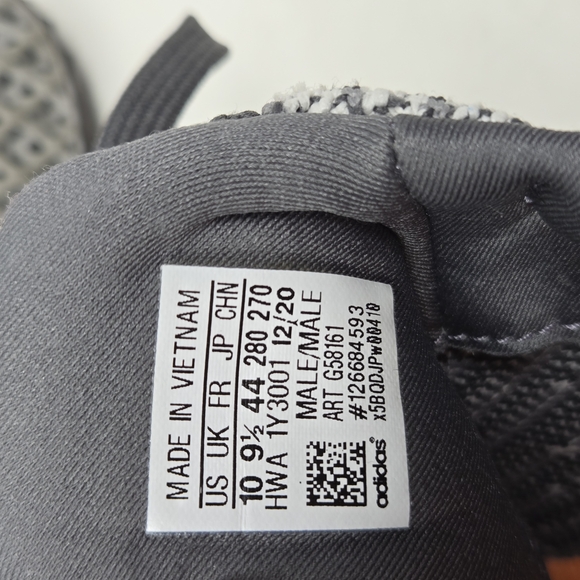 MADE IN VIETNAM
US UK FR JP CHN
10 9½ 44 280 270
HWA 1Y3001 12/20
MALE/MÂLE
ART G58161
#126684593
x5BQDJPW00410
adidas